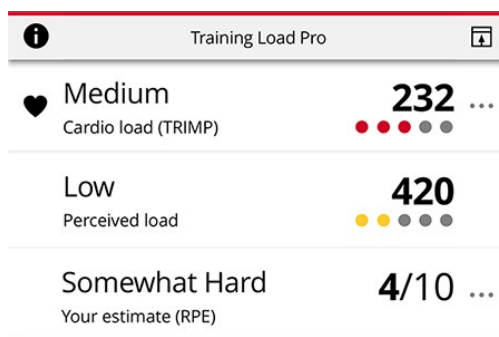 Training Load Pro
Medium 232
Cardio load (TRIMP)
Low 420
Perceived load
Somewhat Hard 4/10
Your estimate (RPE)